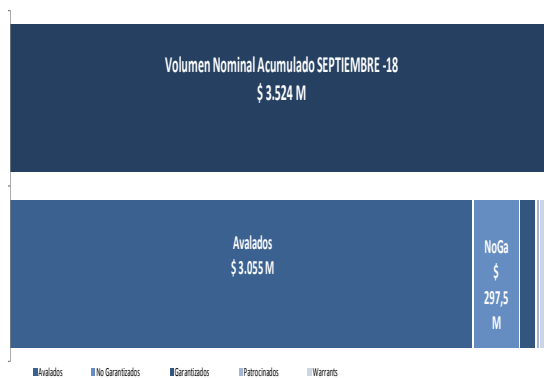 Volumen Nominal Acumulado SEPTIEMBRE -18
$ 3.524 M
Avalados
$ 3.055 M
NoGa
$
297,5
M
Avalados No Garantizados Garantizados Patrocinados Warrants